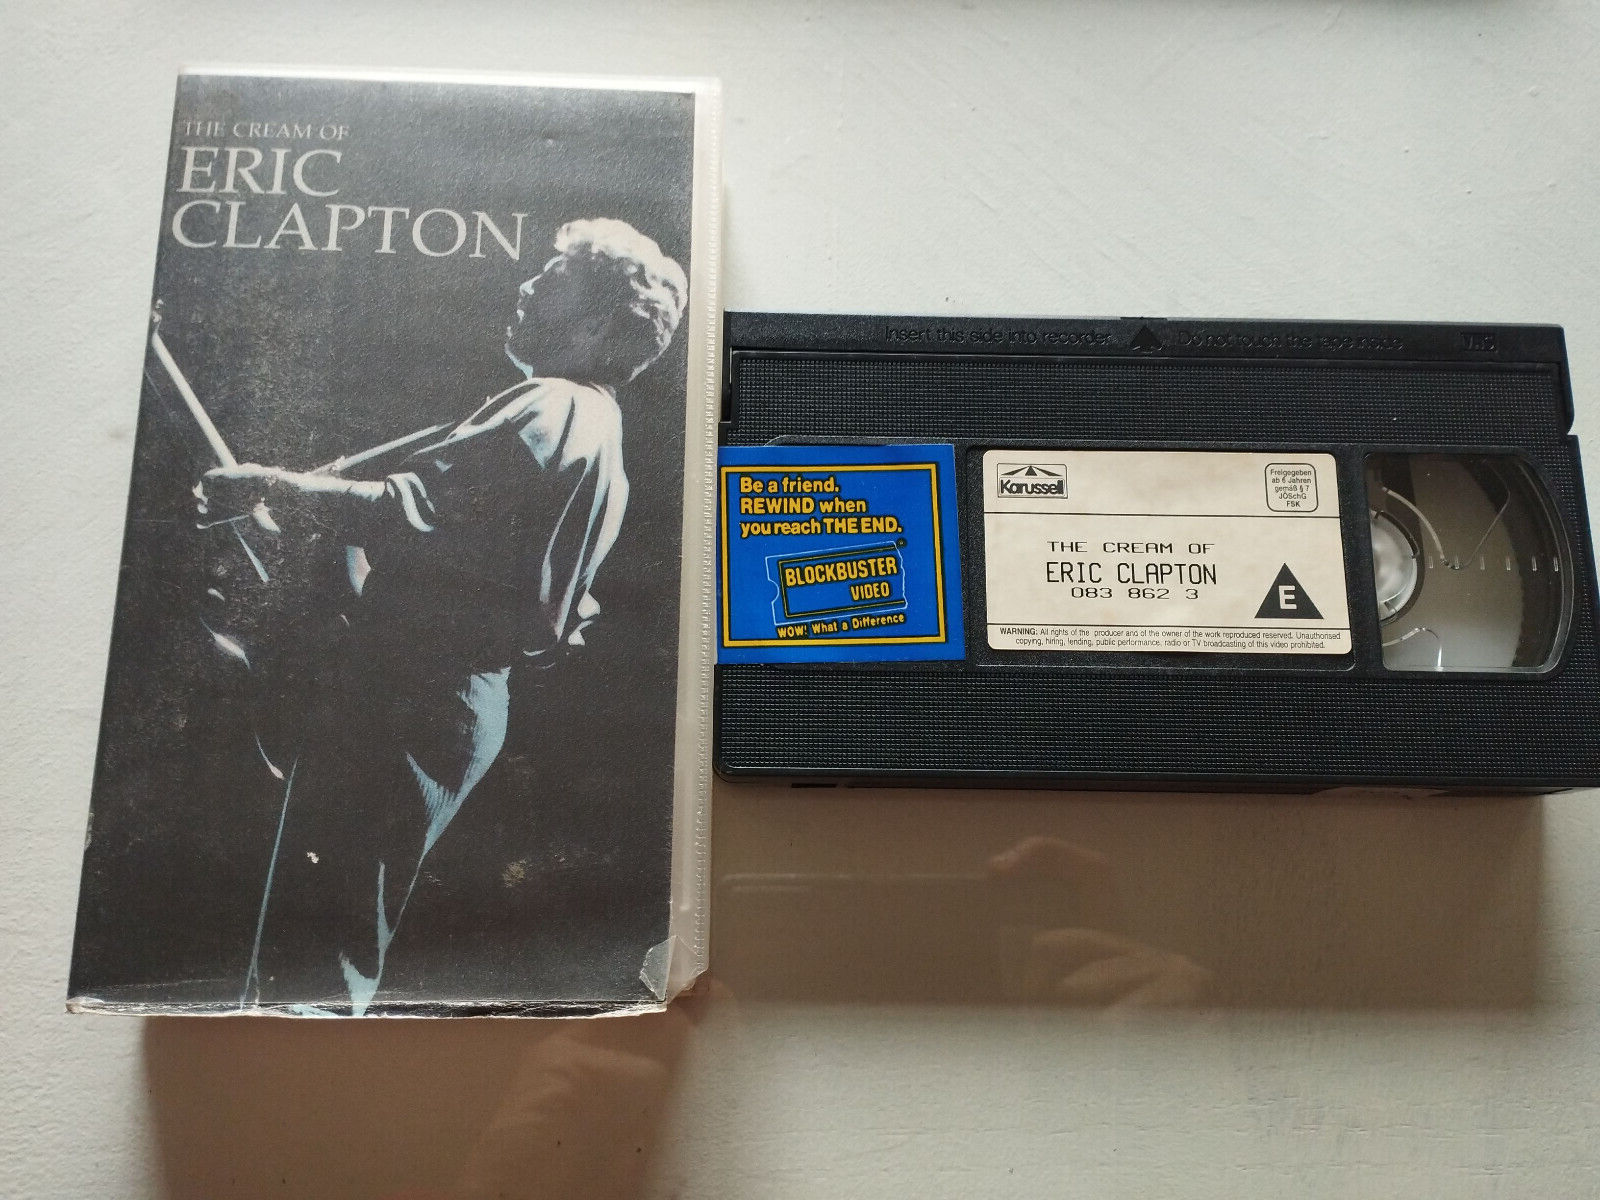 THE CREAM OF
ERIC
CLAPTON
Insert this side into recorder
Do not touch the tape inside
VHS
Be a friend.
REWIND when
you reach THE END.
BLOCKBUSTER
VIDEO
WOW! What a Difference
Karussell
Freigegeben
ab 6 Jahren
gemäß § 7
JÖSchG
FSK
THE CREAM OF
ERIC CLAPTON
083 862 3
E
WARNING: All rights of the producer and of the owner of the work reproduced reserved. Unauthorised
copying, hiring, lending, public performance, radio or TV broadcasting of this video prohibited.